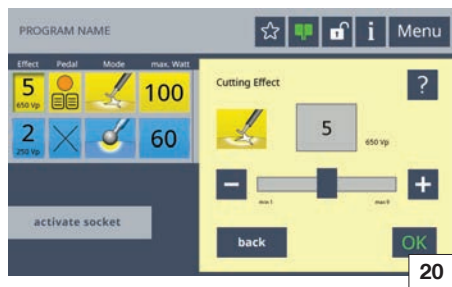 PROGRAM NAME
i Menu
Effect Pedal Mode max. Watt
5
650 Vp
100
2
250 Vp
60
activate socket
Cutting Effect
?
5
650 Vp
− +
min 1 max 9
back
OK
20